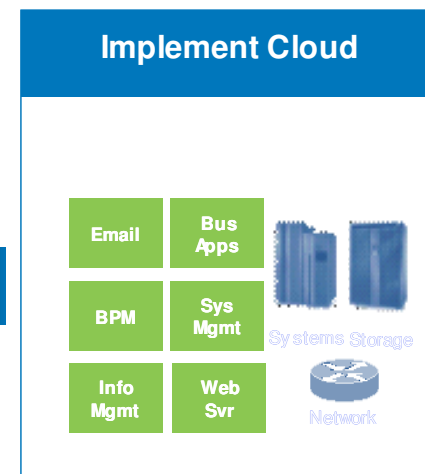 Implement Cloud
Email
Bus
Apps
BPM
Sys
Mgmt
Systems Storage
Info
Mgmt
Web
Svr
Network